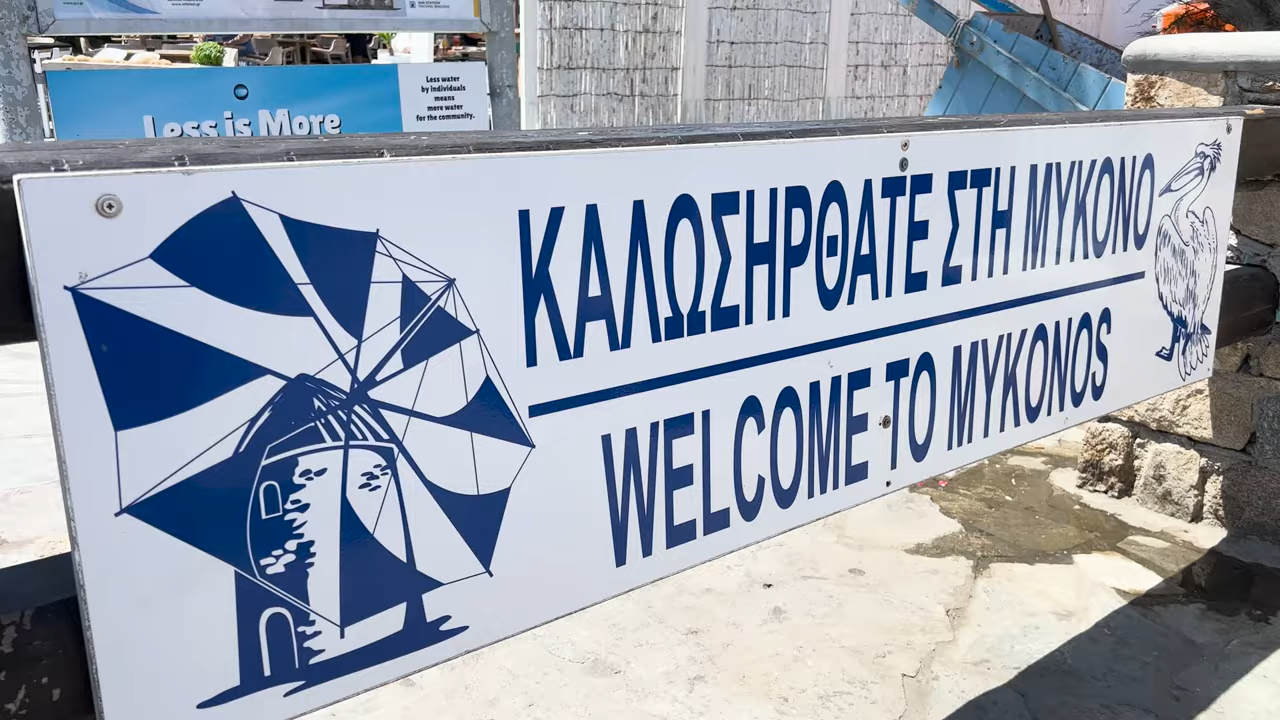 Less is More
Less water
by individuals
means
more water
for the community.
ΚΑΛΩΣΗΡΘΑΤΕ ΣΤΗ ΜΥΚΟΝΟ
WELCOME TO MYKONOS